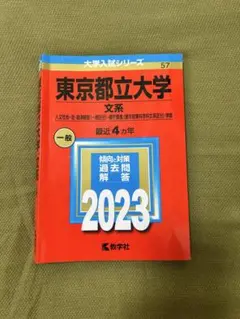 大学入試シリーズ
57
東京都立大学
文系
一般
最近4カ年
傾向と対策
過去問
解答
2023
教学社